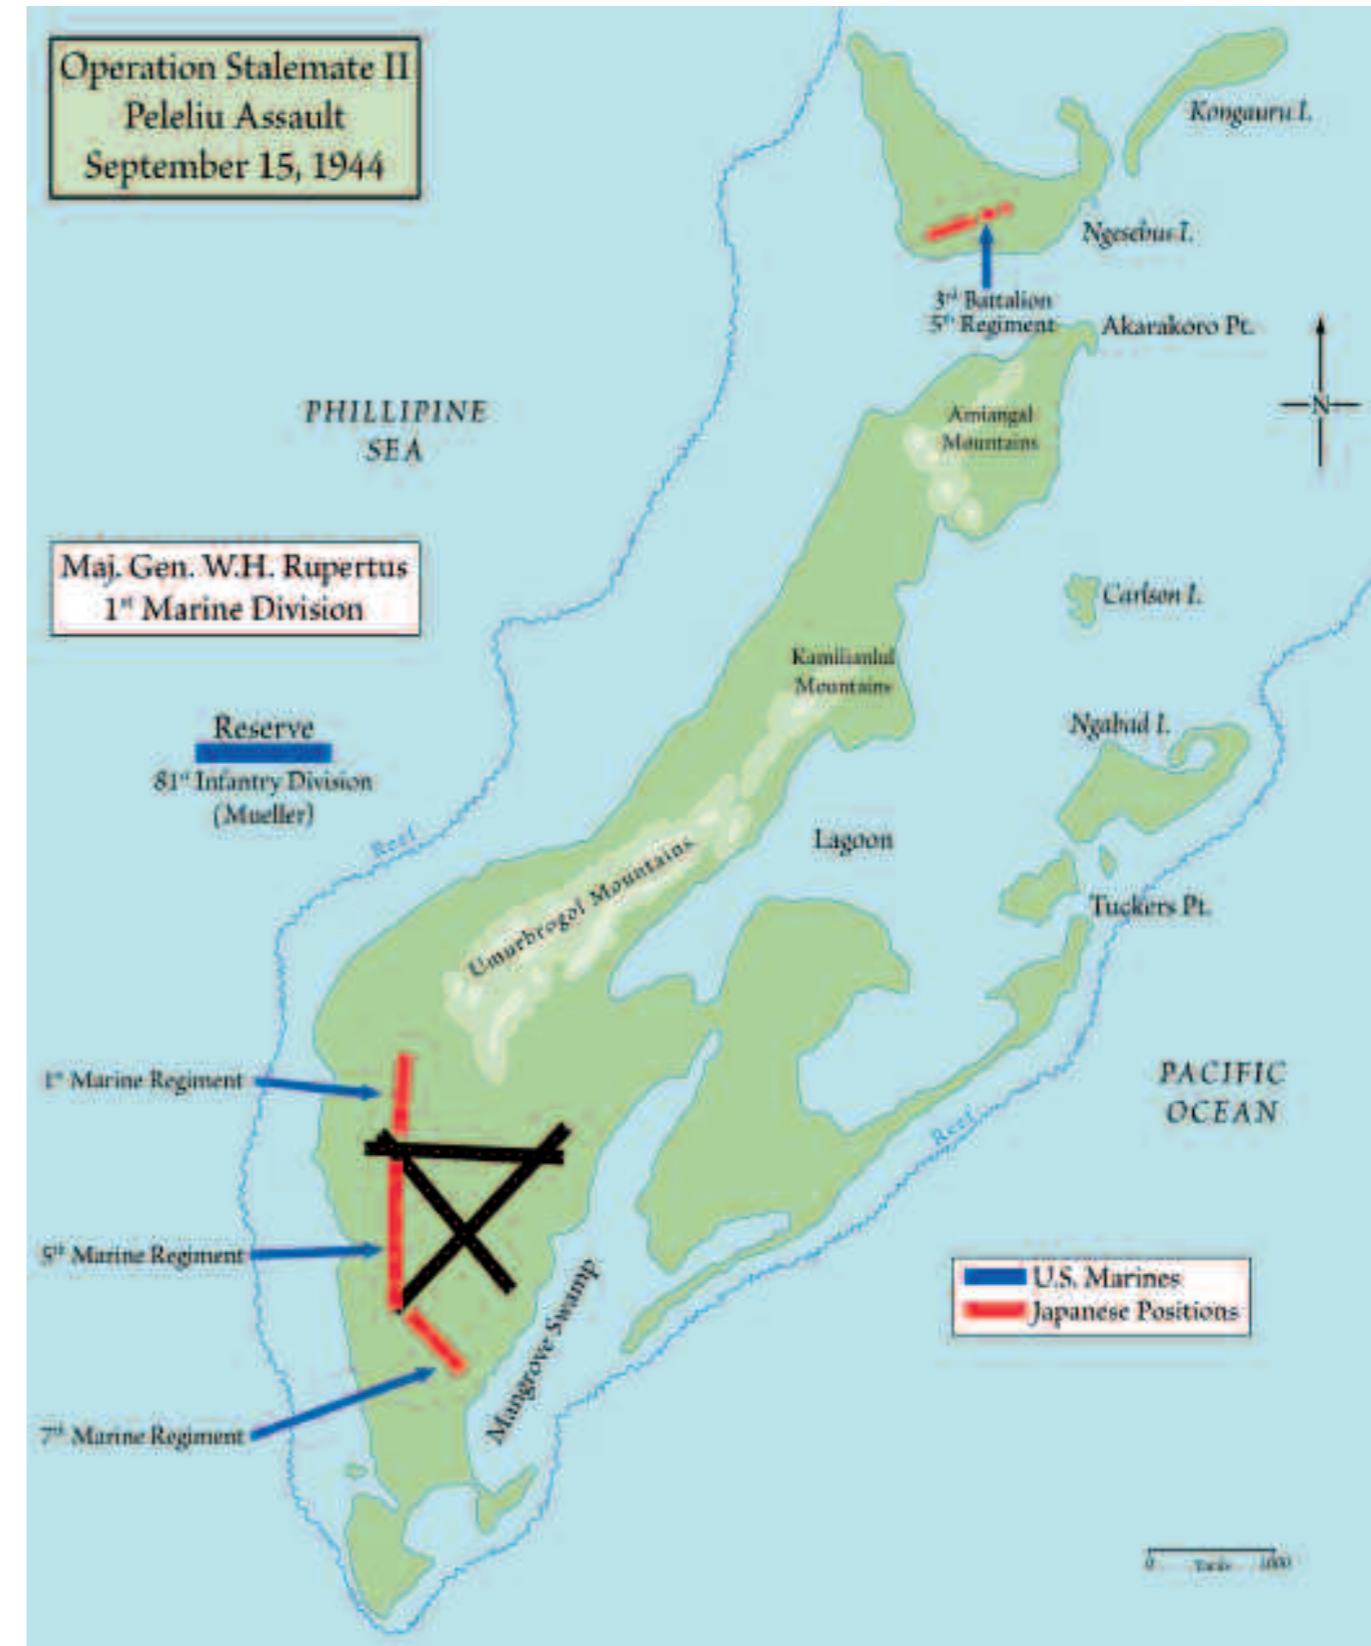 Operation Stalemate II
Peleliu Assault
September 15, 1944
Kongauru I.
Ngesebus I.
3rd Battalion
5th Regiment
Akarakoro Pt.
N
PHILLIPINE
SEA
Amiangal
Mountains
Maj. Gen. W.H. Rupertus
1st Marine Division
Carlson I.
Kamilianlul
Mountains
Reserve
81st Infantry Division
(Mueller)
Ngabad I.
Reef
Lagoon
Umurbrogol Mountains
Tuckers Pt.
1st Marine Regiment
PACIFIC
OCEAN
Reef
5th Marine Regiment
Mangrove Swamp
U.S. Marines
Japanese Positions
7th Marine Regiment
0 Yards 1000